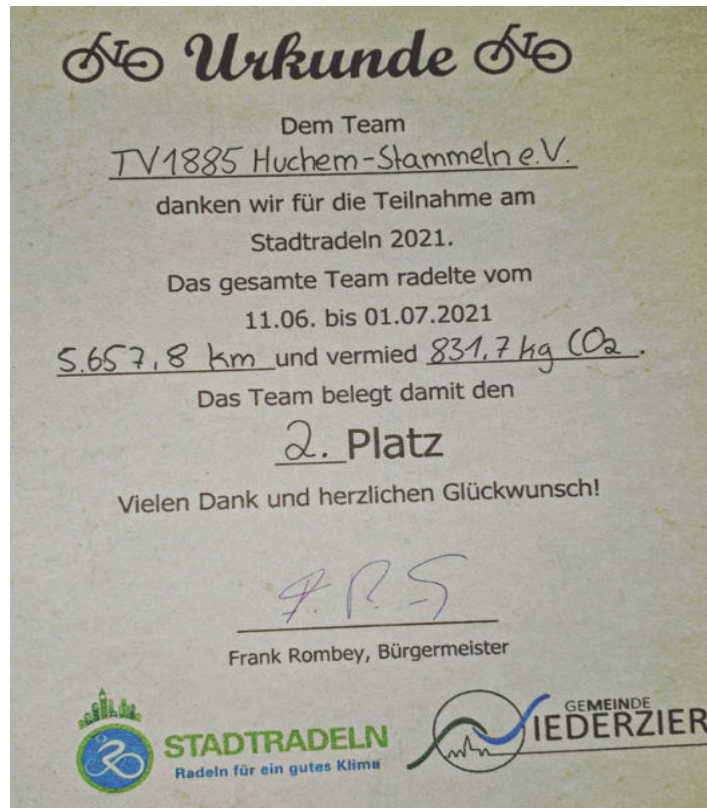 Urkunde
Dem Team
TV1885 Huchem-Stammeln e.V.
danken wir für die Teilnahme am
Stadtradeln 2021.
Das gesamte Team radelte vom
11.06. bis 01.07.2021
5.657,8 km und vermied 831,7 kg CO2.
Das Team belegt damit den
2. Platz
Vielen Dank und herzlichen Glückwunsch!
Frank Rombey, Bürgermeister
STADTRADELN
Radeln für ein gutes Klima
GEMEINDE
NIEDERZIER